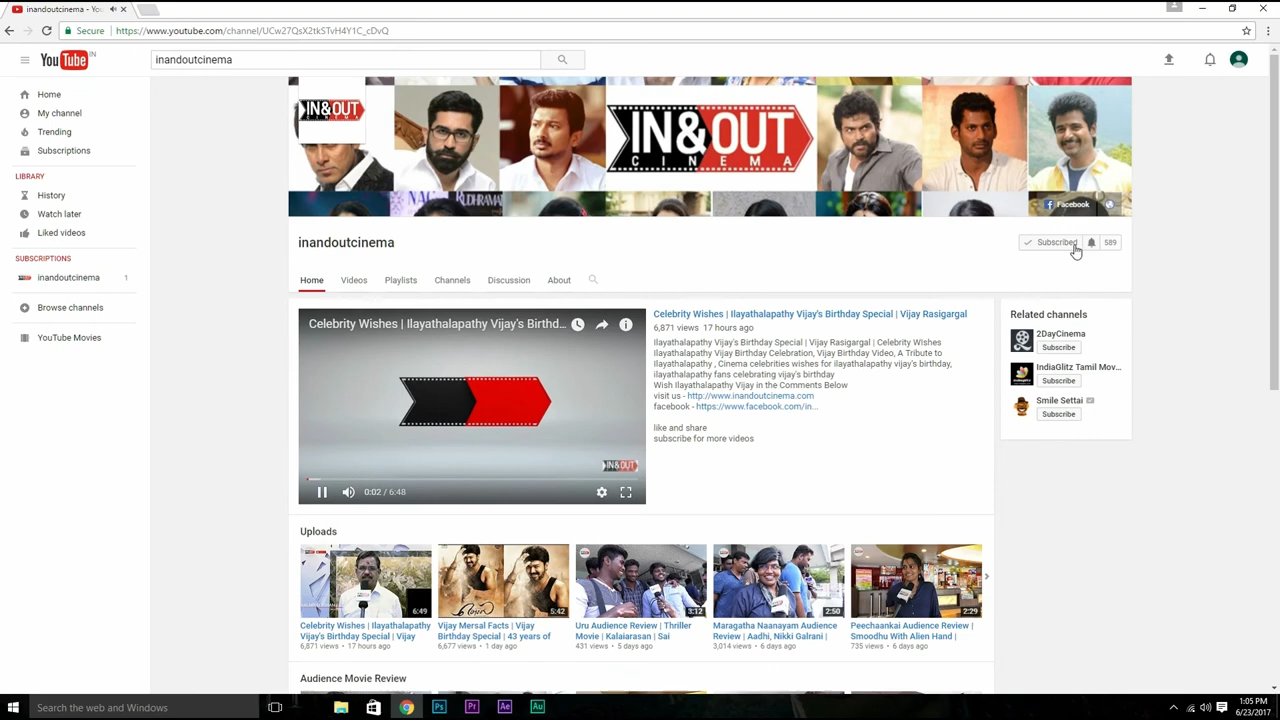 inandoutcinema - You
Secure
https://www.youtube.com/channel/UCw27QsX2tkSTvH4Y1C_cDvQ
YouTube IN
inandoutcinema
Home
My channel
Trending
Subscriptions
LIBRARY
History
Watch later
Liked videos
SUBSCRIPTIONS
inandoutcinema 1
Browse channels
YouTube Movies
IN&OUT
CINEMA
IN&OUT
CINEMA
Facebook
inandoutcinema
Subscribed 589
Home Videos Playlists Channels Discussion About
Celebrity Wishes | Ilayathalapathy Vijay's Birthd...
IN&OUT
0:02 / 6:48
Celebrity Wishes | Ilayathalapathy Vijay's Birthday Special | Vijay Rasigargal
6,871 views 17 hours ago
Ilayathalapathy Vijay's Birthday Special | Vijay Rasigargal | Celebrity WIshes
Ilayathalapathy Vijay Birthday Celebration, Vijay Birthday Video, A Tribute to
Ilayathalapathy , Cinema celebrities wishes for ilayathalapathy vijay's birthday,
ilayathalapathy fans celebrating vijay's birthday
Wish Ilayathalapathy Vijay in the Comments Below
visit us - http://www.inandoutcinema.com
facebook - https://www.facebook.com/in...
like and share
subscribe for more videos
Related channels
2DayCinema
Subscribe
IndiaGlitz Tamil Mov...
Subscribe
Smile Settai
Subscribe
Uploads
6:49
Celebrity Wishes | Ilayathalapathy
Vijay's Birthday Special | Vijay
6,871 views • 17 hours ago
5:42
Vijay Mersal Facts | Vijay
Birthday Special | 43 years of
6,677 views • 1 day ago
3:12
Uru Audience Review | Thriller
Movie | Kalaiarasan | Sai
431 views • 5 days ago
2:50
Maragatha Naanayam Audience
Review | Aadhi, Nikki Galrani |
3,014 views • 6 days ago
2:29
Peechaankai Audience Review |
Smoodhu With Alien Hand |
735 views • 6 days ago
Audience Movie Review
Search the web and Windows
Ps
Pr
Ae
Au
1:05 PM
6/23/2017